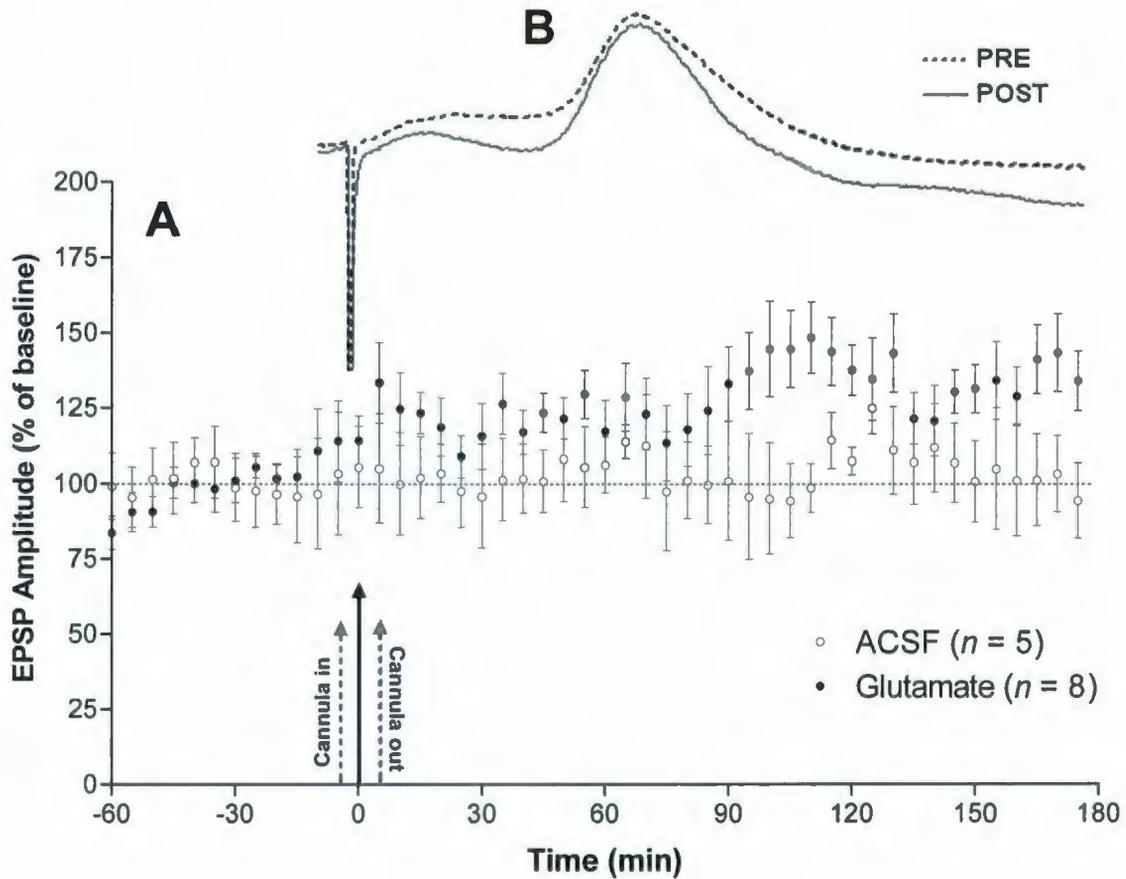 B
PRE
POST
A
EPSP Amplitude (% of baseline)
200
175
150
125
100
75
50
25
0
Cannula in
Cannula out
ACSF (n = 5)
Glutamate (n = 8)
-60
-30
0
30
60
90
120
150
180
Time (min)